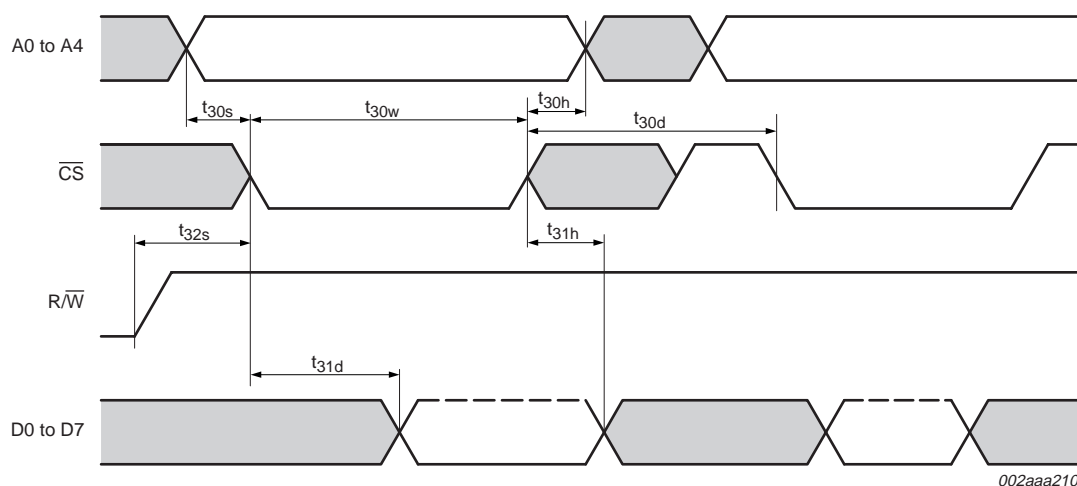 A0 to A4
t30s
t30w
t30h
t30d
CS
t32s
t31h
R/W
t31d
D0 to D7
002aaa210